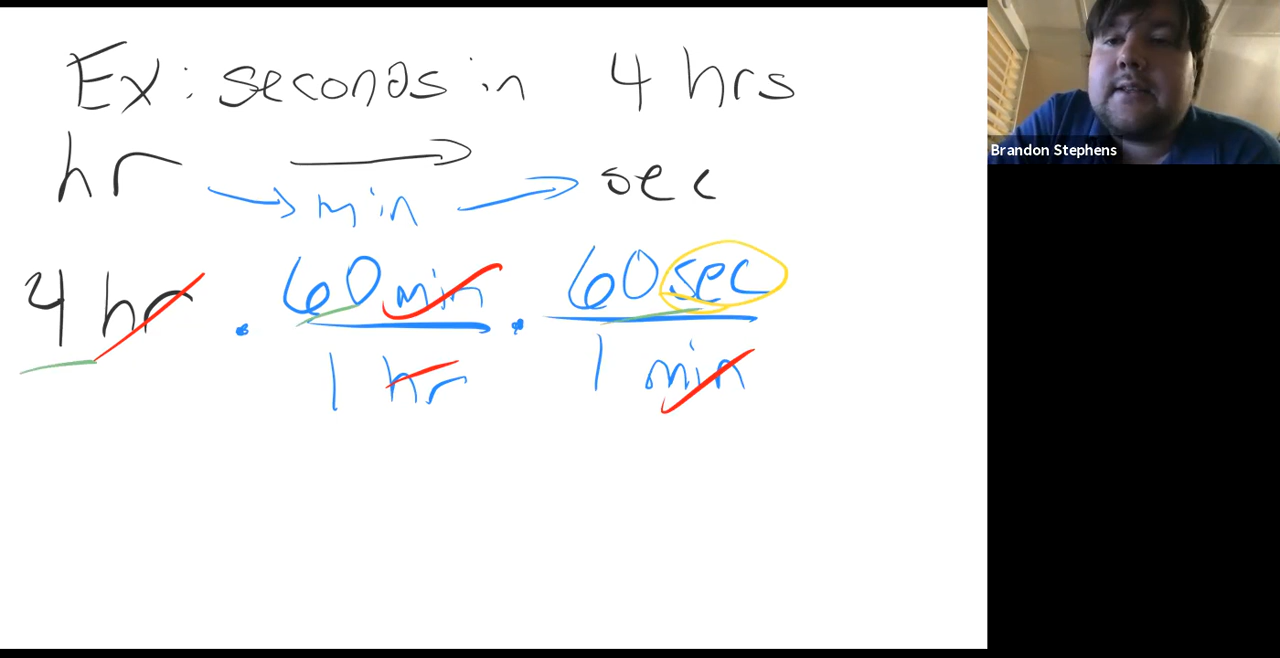 Ex: seconds in 4 hrs
hr → sec
→ min →
4 hr · 60 min / 1 hr · 60 sec / 1 min
Brandon Stephens